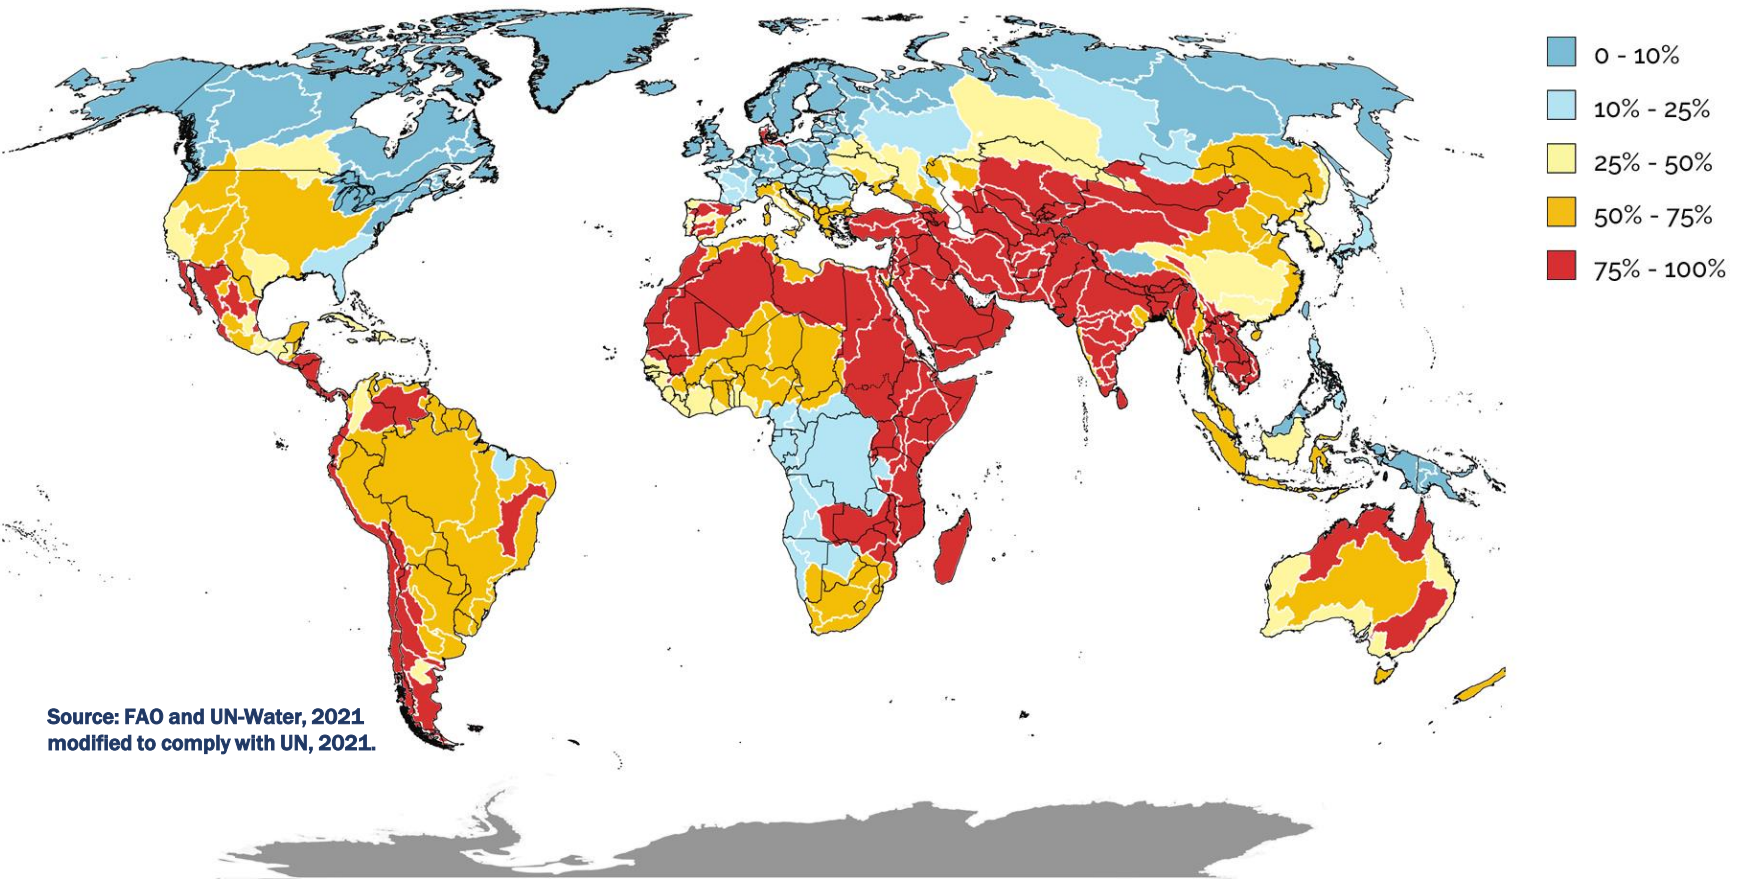 0 - 10%
10% - 25%
25% - 50%
50% - 75%
75% - 100%
Source: FAO and UN-Water, 2021
modified to comply with UN, 2021.